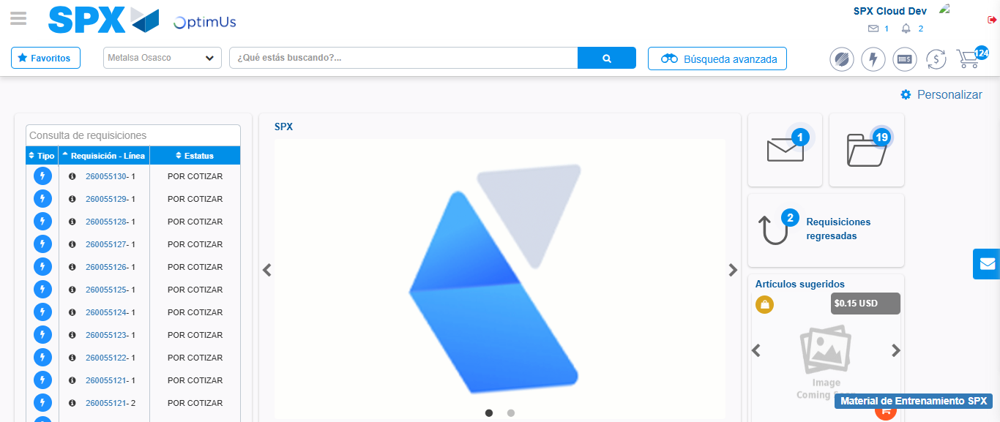 SPX OptimUs
SPX Cloud Dev
1 2
Favoritos
Metalsa Osasco
¿Qué estás buscando?...
Búsqueda avanzada
124
Personalizar
Consulta de requisiciones
Tipo Requisición - Línea Estatus
260055130- 1 POR COTIZAR
260055129- 1 POR COTIZAR
260055128- 1 POR COTIZAR
260055127- 1 POR COTIZAR
260055126- 1 POR COTIZAR
260055125- 1 POR COTIZAR
260055124- 1 POR COTIZAR
260055123- 1 POR COTIZAR
260055122- 1 POR COTIZAR
260055121- 1 POR COTIZAR
260055121- 2 POR COTIZAR
SPX
1
19
2
Requisiciones
regresadas
Artículos sugeridos
$0.15 USD
Image
Coming
Material de Entrenamiento SPX